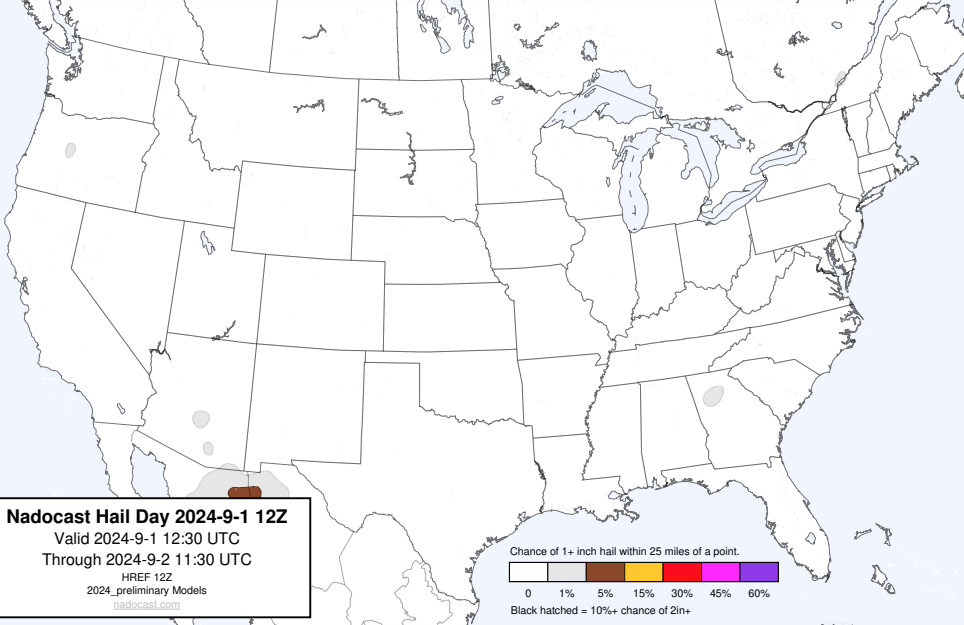 Nadocast Hail Day 2024-9-1 12Z
Valid 2024-9-1 12:30 UTC
Through 2024-9-2 11:30 UTC
HREF 12Z
2024_preliminary Models
nadocast.com
Chance of 1+ inch hail within 25 miles of a point.
0 1% 5% 15% 30% 45% 60%
Black hatched = 10%+ chance of 2in+